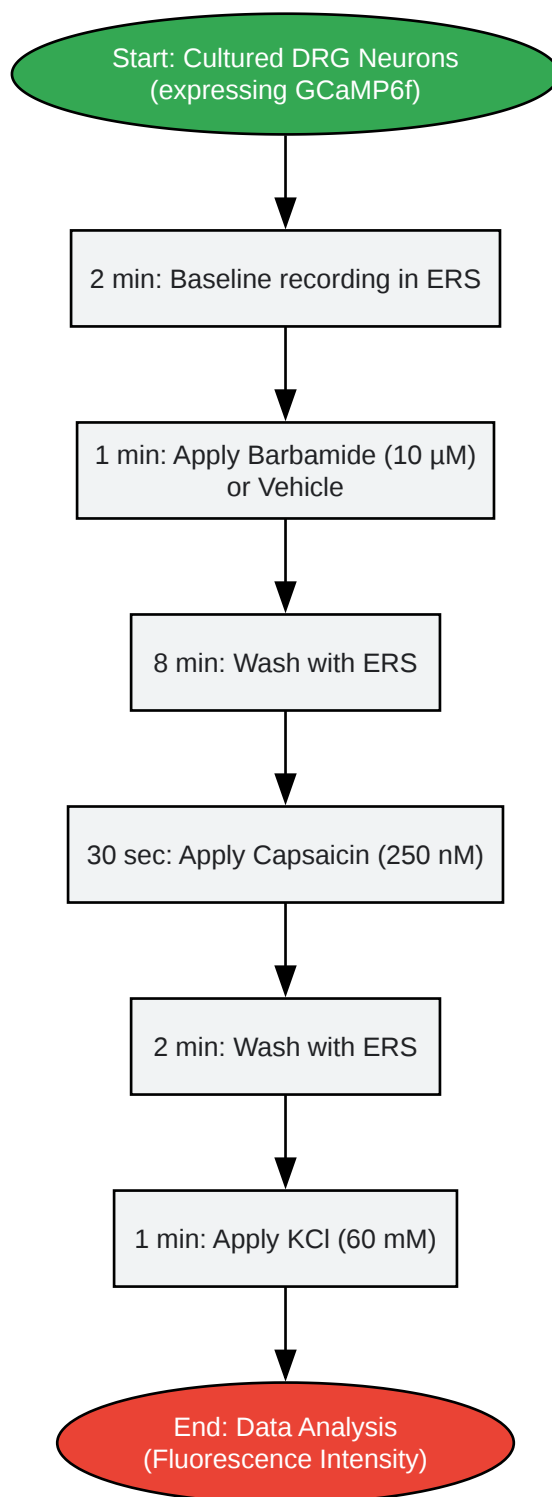 Start: Cultured DRG Neurons
(expressing GCaMP6f)
2 min: Baseline recording in ERS
1 min: Apply Barbamide (10 µM)
or Vehicle
8 min: Wash with ERS
30 sec: Apply Capsaicin (250 nM)
2 min: Wash with ERS
1 min: Apply KCl (60 mM)
End: Data Analysis
(Fluorescence Intensity)